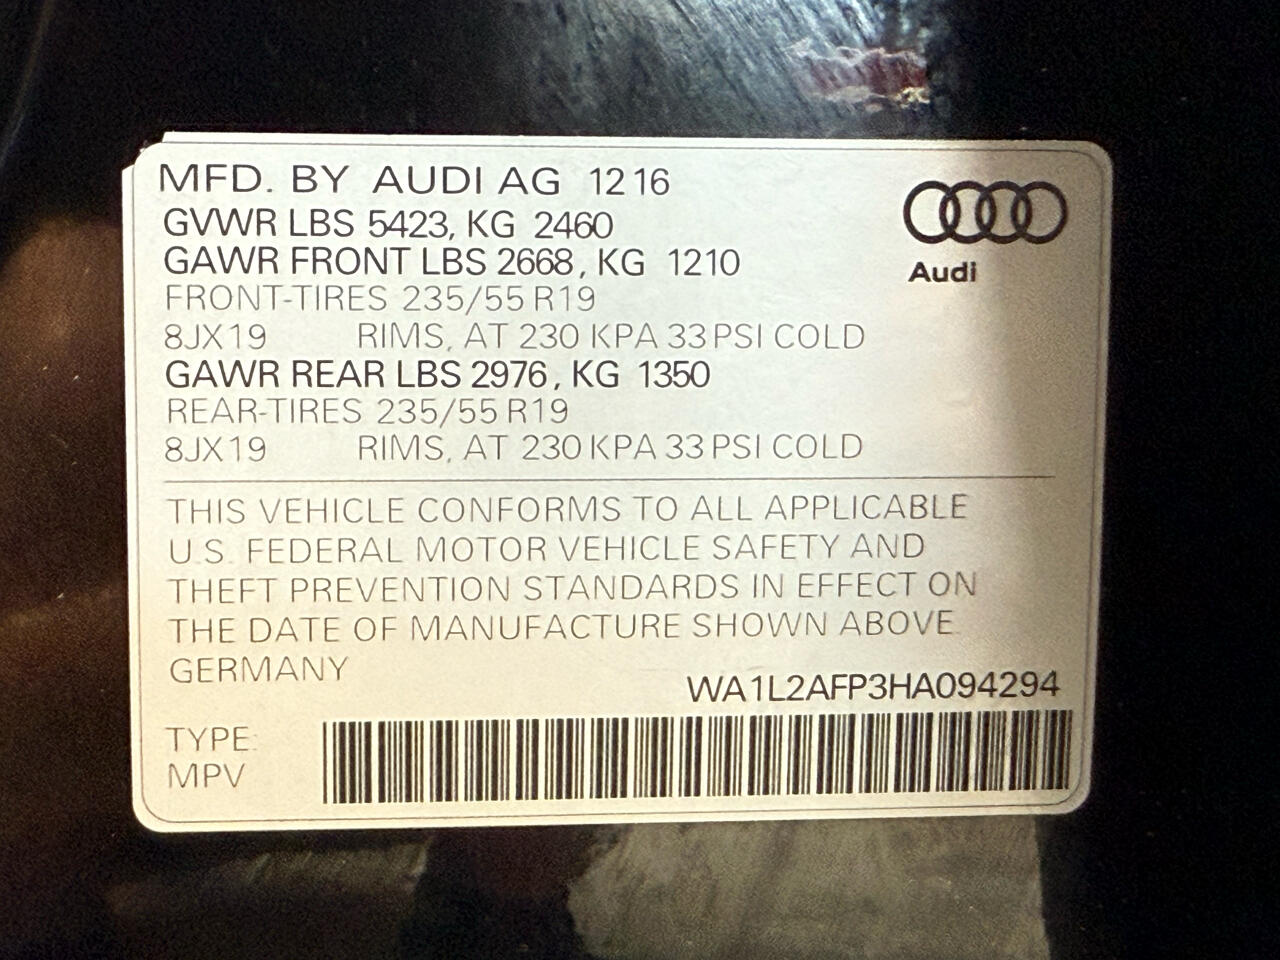 MFD. BY AUDI AG 12 16
GVWR LBS 5423, KG 2460
GAWR FRONT LBS 2668, KG 1210
FRONT-TIRES 235/55 R19
8JX19 RIMS, AT 230 KPA 33 PSI COLD
GAWR REAR LBS 2976, KG 1350
REAR-TIRES 235/55 R19
8JX19 RIMS, AT 230 KPA 33 PSI COLD
Audi
THIS VEHICLE CONFORMS TO ALL APPLICABLE
U.S. FEDERAL MOTOR VEHICLE SAFETY AND
THEFT PREVENTION STANDARDS IN EFFECT ON
THE DATE OF MANUFACTURE SHOWN ABOVE
GERMANY
WA1L2AFP3HA094294
TYPE:
MPV